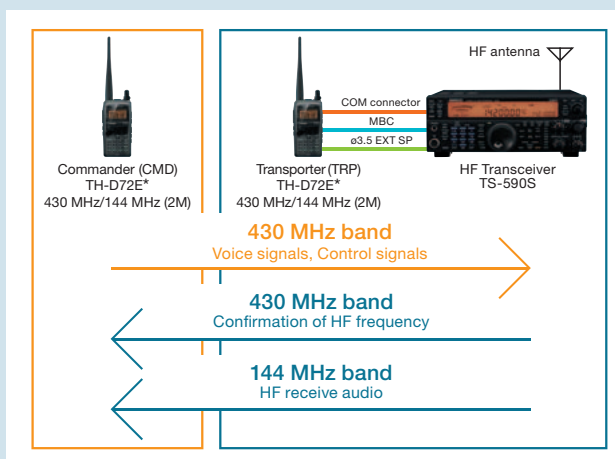 HF antenna
COM connector
MBC
ø3.5 EXT SP
Commander (CMD)
TH-D72E*
430 MHz/144 MHz (2M)
Transporter (TRP)
TH-D72E*
430 MHz/144 MHz (2M)
HF Transceiver
TS-590S
430 MHz band
Voice signals, Control signals
430 MHz band
Confirmation of HF frequency
144 MHz band
HF receive audio